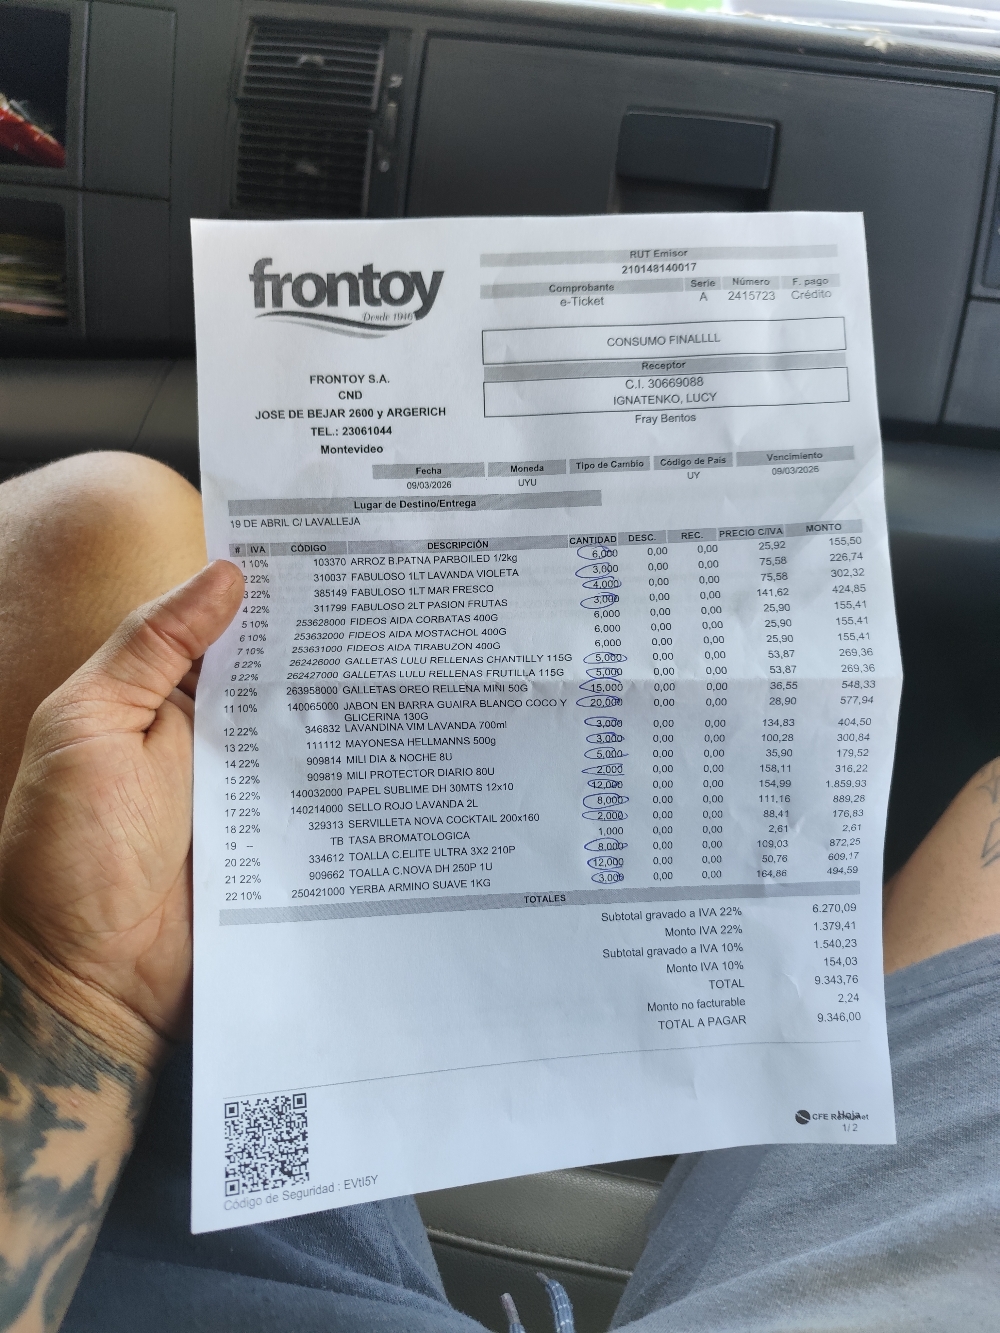 frontoy
Desde 1946
RUT Emisor
210148140017
Comprobante Serie Número F. pago
e-Ticket A 2415723 Crédito
CONSUMO FINALLLL
Receptor
C.I. 30669088
IGNATENKO, LUCY
Fray Bentos
FRONTOY S.A.
CND
JOSE DE BEJAR 2600 y ARGERICH
TEL.: 23061044
Montevideo
Fecha Moneda Tipo de Cambio Código de País Vencimiento
09/03/2026 UYU UY 09/03/2026
Lugar de Destino/Entrega
19 DE ABRIL C/ LAVALLEJA
# IVA CÓDIGO DESCRIPCIÓN CANTIDAD DESC. REC. PRECIO C/IVA MONTO
1 10% 103370 ARROZ B.PATNA PARBOILED 1/2kg 6,000 0,00 0,00 25,92 155,50
2 22% 310037 FABULOSO 1LT LAVANDA VIOLETA 3,000 0,00 0,00 75,58 226,74
3 22% 385149 FABULOSO 1LT MAR FRESCO 4,000 0,00 0,00 75,58 302,32
4 22% 311799 FABULOSO 2LT PASION FRUTAS 3,000 0,00 0,00 141,62 424,85
5 10% 253628000 FIDEOS AIDA CORBATAS 400G 6,000 0,00 0,00 25,90 155,41
6 10% 253632000 FIDEOS AIDA MOSTACHOL 400G 6,000 0,00 0,00 25,90 155,41
7 10% 253631000 FIDEOS AIDA TIRABUZON 400G 6,000 0,00 0,00 25,90 155,41
8 22% 262426000 GALLETAS LULU RELLENAS CHANTILLY 115G 5,000 0,00 0,00 53,87 269,36
9 22% 262427000 GALLETAS LULU RELLENAS FRUTILLA 115G 5,000 0,00 0,00 53,87 269,36
10 22% 263958000 GALLETAS OREO RELLENA MINI 50G 15,000 0,00 0,00 36,55 548,33
11 10% 140065000 JABON EN BARRA GUAIRA BLANCO COCO Y 20,000 0,00 0,00 28,90 577,94
GLICERINA 130G
12 22% 346832 LAVANDINA VIM LAVANDA 700ml 3,000 0,00 0,00 134,83 404,50
13 22% 111112 MAYONESA HELLMANNS 500g 3,000 0,00 0,00 100,28 300,84
14 22% 909814 MILI DIA & NOCHE 8U 5,000 0,00 0,00 35,90 179,52
15 22% 909819 MILI PROTECTOR DIARIO 80U 2,000 0,00 0,00 158,11 316,22
16 22% 140032000 PAPEL SUBLIME DH 30MTS 12x10 12,000 0,00 0,00 154,99 1.859,93
17 22% 140214000 SELLO ROJO LAVANDA 2L 8,000 0,00 0,00 111,16 889,28
18 22% 329313 SERVILLETA NOVA COCKTAIL 200x160 2,000 0,00 0,00 88,41 176,83
19 -- TB TASA BROMATOLOGICA 1,000 0,00 0,00 2,61 2,61
20 22% 334612 TOALLA C.ELITE ULTRA 3X2 210P 8,000 0,00 0,00 109,03 872,25
21 22% 909662 TOALLA C.NOVA DH 250P 1U 12,000 0,00 0,00 50,76 609,17
22 10% 250421000 YERBA ARMINO SUAVE 1KG 3,000 0,00 0,00 164,86 494,59
TOTALES
Subtotal gravado a IVA 22% 6.270,09
Monto IVA 22% 1.379,41
Subtotal gravado a IVA 10% 1.540,23
Monto IVA 10% 154,03
TOTAL 9.343,76
Monto no facturable 2,24
TOTAL A PAGAR 9.346,00
CFE
Hoja
1/ 2
Código de Seguridad : EVtI5Y